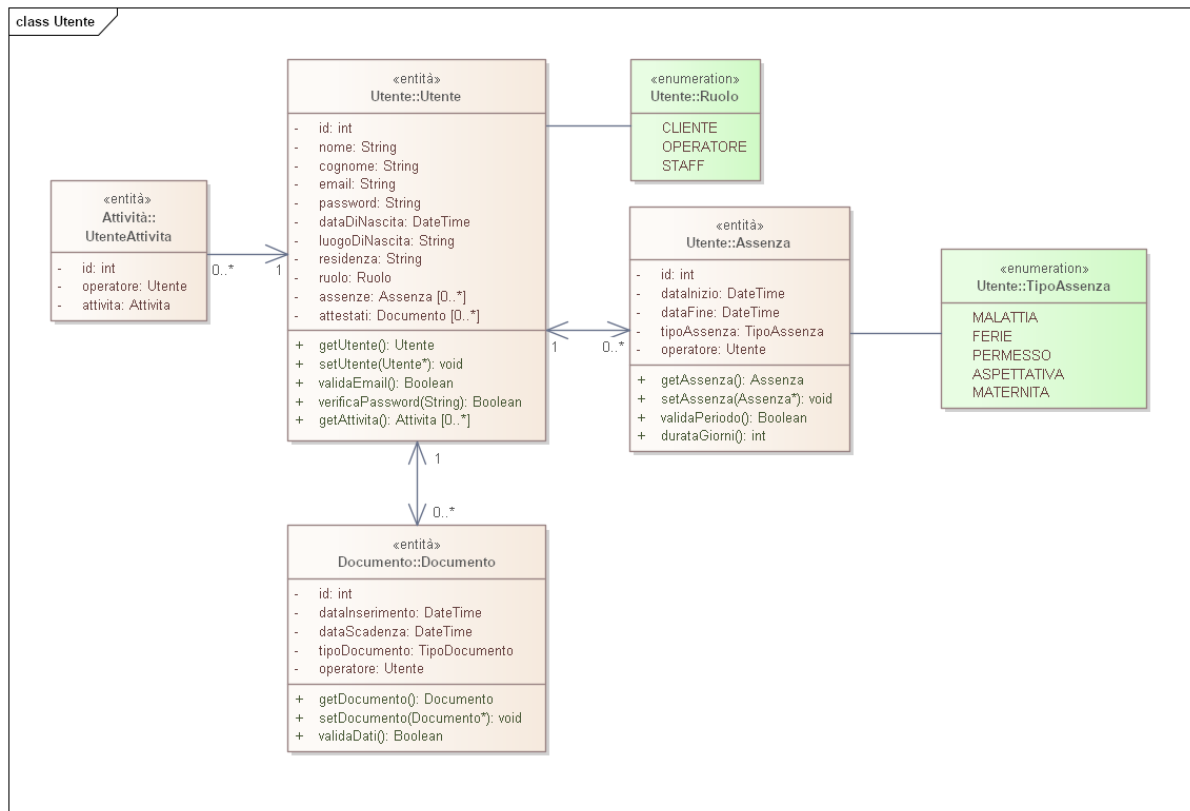 class Utente
«entità»
Utente::Utente
- id: int
- nome: String
- cognome: String
- email: String
- password: String
- dataDiNascita: DateTime
- luogoDiNascita: String
- residenza: String
- ruolo: Ruolo
- assenze: Assenza [0..*]
- attestati: Documento [0..*]
+ getUtente(): Utente
+ setUtente(Utente*): void
+ validaEmail(): Boolean
+ verificaPassword(String): Boolean
+ getAttivita(): Attivita [0..*]
«enumeration»
Utente::Ruolo
CLIENTE
OPERATORE
STAFF
«entità»
Attività::
UtenteAttivita
- id: int
- operatore: Utente
- attivita: Attivita
0..*
1
«entità»
Utente::Assenza
- id: int
- dataInizio: DateTime
- dataFine: DateTime
- tipoAssenza: TipoAssenza
- operatore: Utente
+ getAssenza(): Assenza
+ setAssenza(Assenza*): void
+ validaPeriodo(): Boolean
+ durataGiorni(): int
1
0..*
«enumeration»
Utente::TipoAssenza
MALATTIA
FERIE
PERMESSO
ASPETTATIVA
MATERNITA
1
0..*
«entità»
Documento::Documento
- id: int
- dataInserimento: DateTime
- dataScadenza: DateTime
- tipoDocumento: TipoDocumento
- operatore: Utente
+ getDocumento(): Documento
+ setDocumento(Documento*): void
+ validaDati(): Boolean